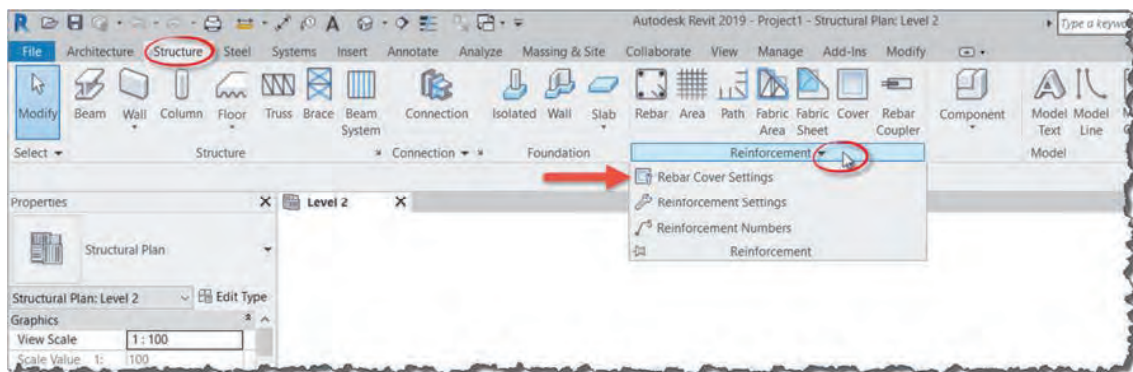 Autodesk Revit 2019 - Project1 - Structural Plan: Level 2
Type a keywo
File Architecture Structure Steel Systems Insert Annotate Analyze Massing & Site Collaborate View Manage Add-Ins Modify
Modify Beam Wall Column Floor Truss Brace Beam System Connection Isolated Wall Slab Rebar Area Path Fabric Area Fabric Sheet Cover Rebar Coupler Component Model Text Model Line
Select Structure Connection Foundation Reinforcement Model
Rebar Cover Settings
Reinforcement Settings
Reinforcement Numbers
Reinforcement
Properties
Level 2
Structural Plan
Structural Plan: Level 2 Edit Type
Graphics
View Scale 1 : 100
Scale Value 1: 100